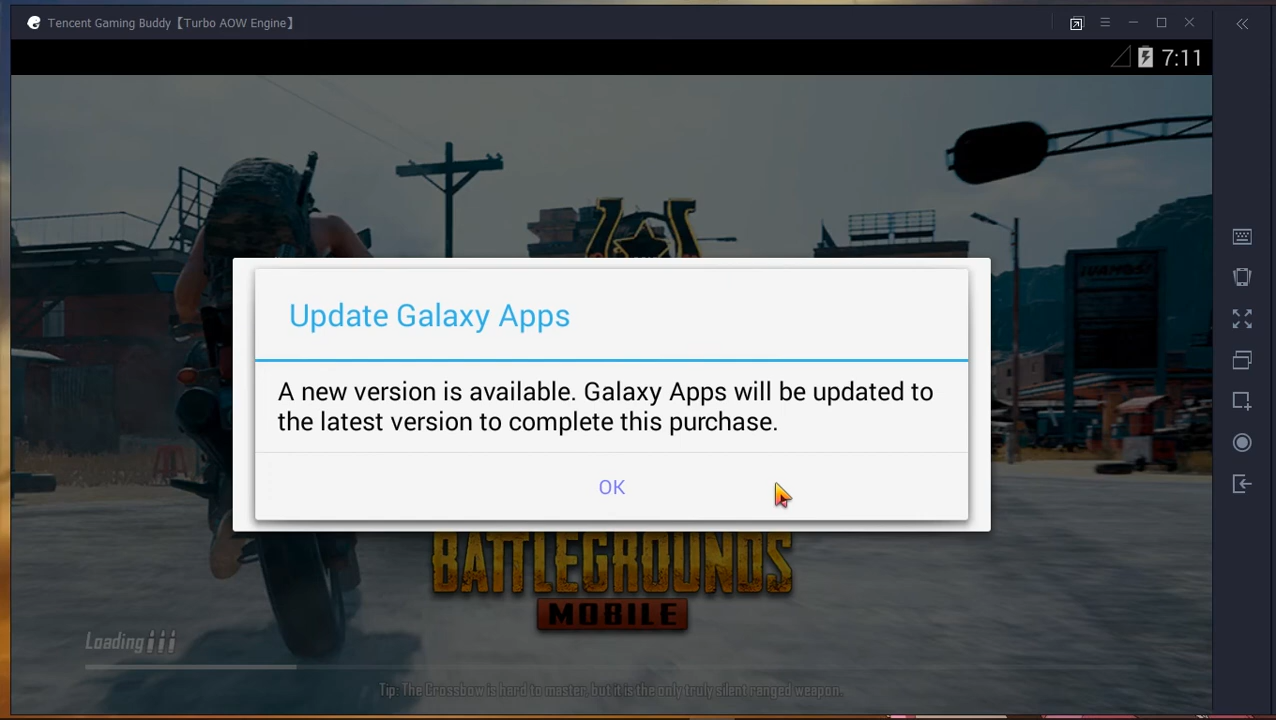 Tencent Gaming Buddy【Turbo AOW Engine】
7:11
Update Galaxy Apps
A new version is available. Galaxy Apps will be updated to
the latest version to complete this purchase.
OK
BATTLEGROUNDS
MOBILE
Loading
Tip: The Crossbow is hard to master, but it is the only truly silent ranged weapon.